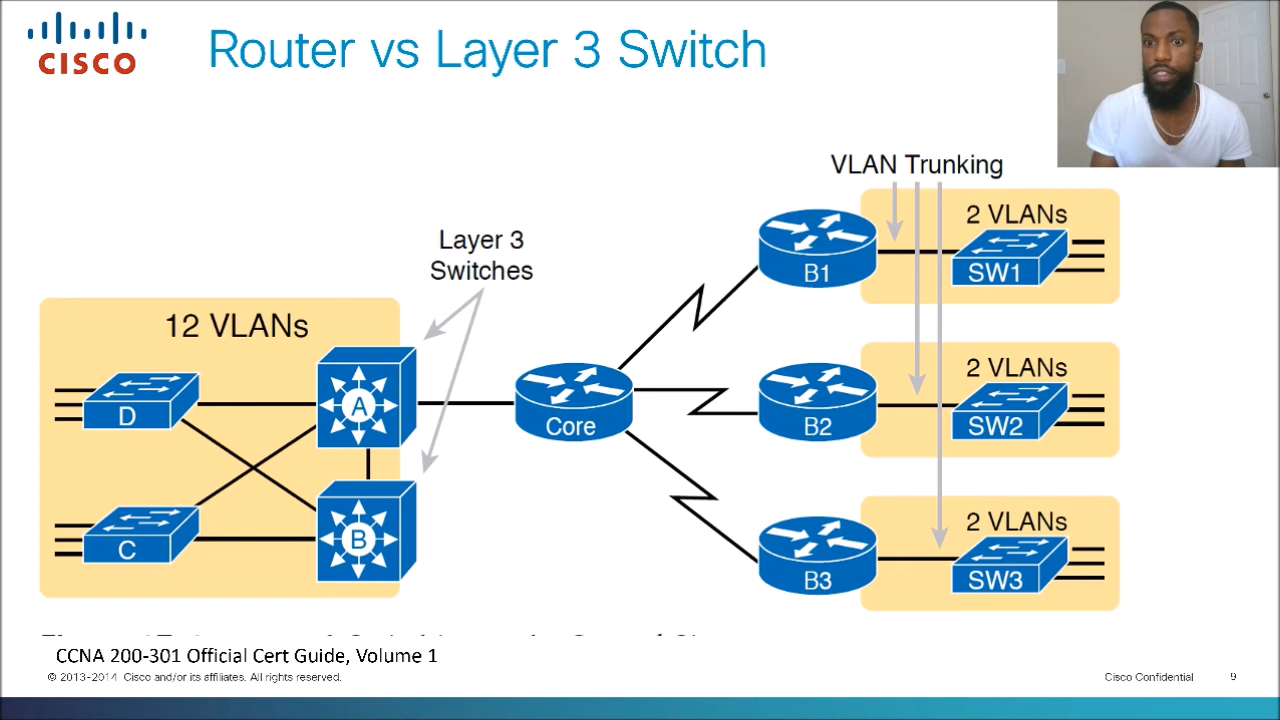 CISCO
Router vs Layer 3 Switch
VLAN Trunking
2 VLANs
B1
SW1
Layer 3
Switches
12 VLANs
D
A
Core
2 VLANs
B2
SW2
C
B
2 VLANs
B3
SW3
CCNA 200-301 Official Cert Guide, Volume 1
© 2013-2014 Cisco and/or its affiliates. All rights reserved.
Cisco Confidential
9